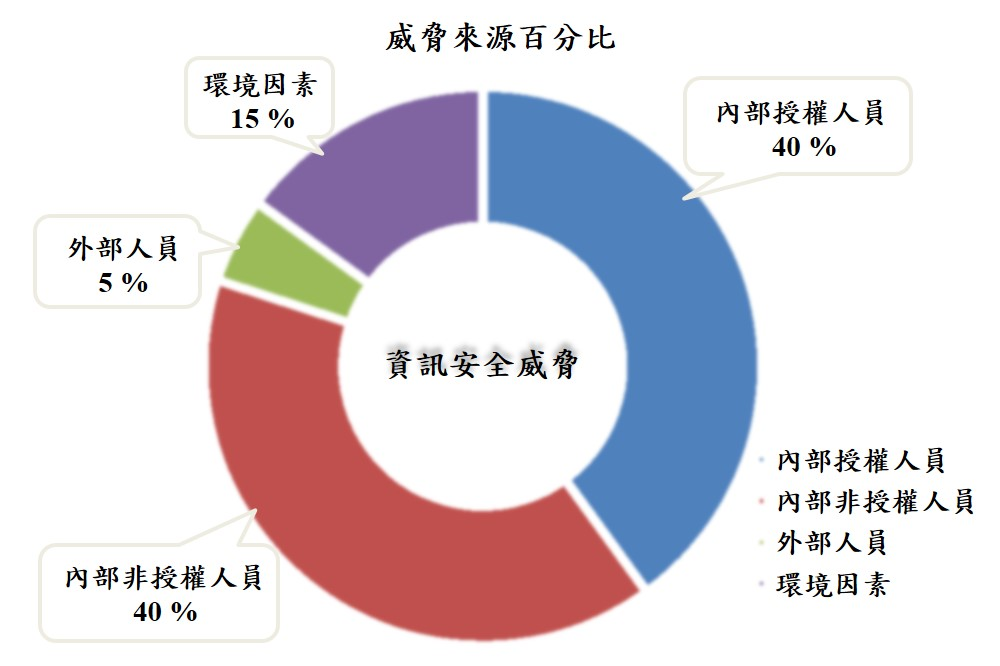 威脅來源百分比
環境因素
15 %
內部授權人員
40 %
外部人員
5 %
資訊安全威脅
內部非授權人員
40 %
內部授權人員
內部非授權人員
外部人員
環境因素